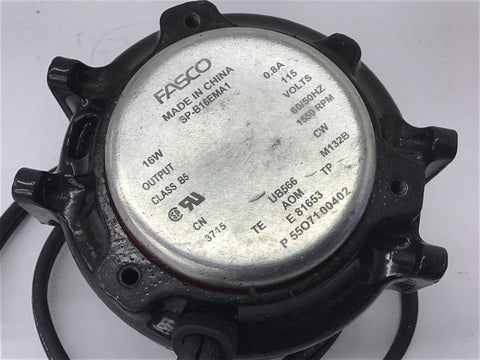 FASCO
MADE IN CHINA
SP-B16EMA1
0.8A
115
VOLTS
60/50HZ
1550 RPM
16W
OUTPUT
CLASS B5
CW
M132B
CN
3715
UB566
TP
AOM
TE
E 81653
P 55O7100402